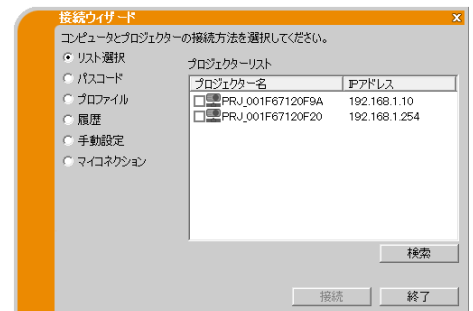 接続ウィザード
コンピュータとプロジェクターの接続方法を選択してください。
リスト選択
パスコード
プロファイル
履歴
手動設定
マイコネクション
プロジェクターリスト
プロジェクター名 IPアドレス
PRJ_001F67120F9A 192.168.1.10
PRJ_001F67120F20 192.168.1.254
検索
接続 終了